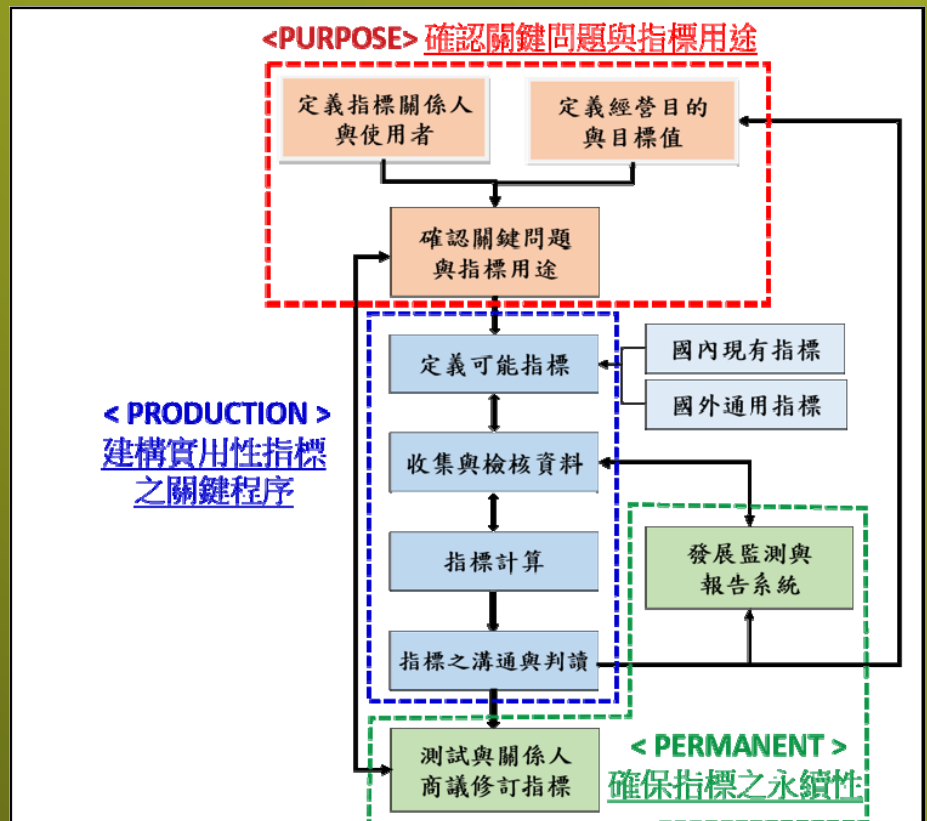 <PURPOSE> 確認關鍵問題與指標用途
定義指標關係人
與使用者
定義經營目的
與目標值
確認關鍵問題
與指標用途
定義可能指標
國內現有指標
國外通用指標
< PRODUCTION >
建構實用性指標
之關鍵程序
收集與檢核資料
指標計算
發展監測與
報告系統
指標之溝通與判讀
測試與關係人
商議修訂指標
< PERMANENT >
確保指標之永續性